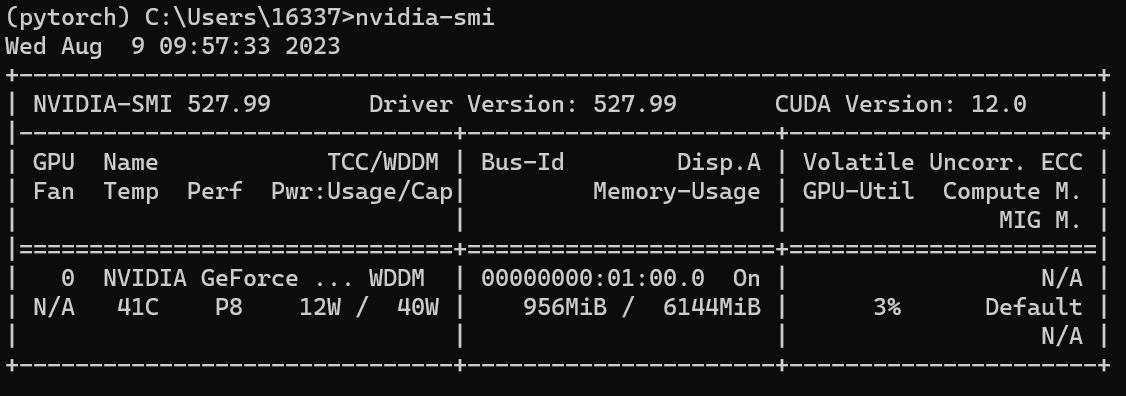 (pytorch) C:\Users\16337>nvidia-smi
Wed Aug  9 09:57:33 2023
+-----------------------------------------------------------------------------+
| NVIDIA-SMI 527.99       Driver Version: 527.99       CUDA Version: 12.0     |
|-------------------------------+----------------------+----------------------+
| GPU  Name            TCC/WDDM | Bus-Id        Disp.A | Volatile Uncorr. ECC |
| Fan  Temp  Perf  Pwr:Usage/Cap|         Memory-Usage | GPU-Util  Compute M. |
|                               |                      |               MIG M. |
|===============================+======================+======================|
|   0  NVIDIA GeForce ... WDDM  | 00000000:01:00.0  On |                  N/A |
| N/A   41C    P8    12W /  40W |    956MiB /  6144MiB |      3%      Default |
|                               |                      |                  N/A |
+-------------------------------+----------------------+----------------------+